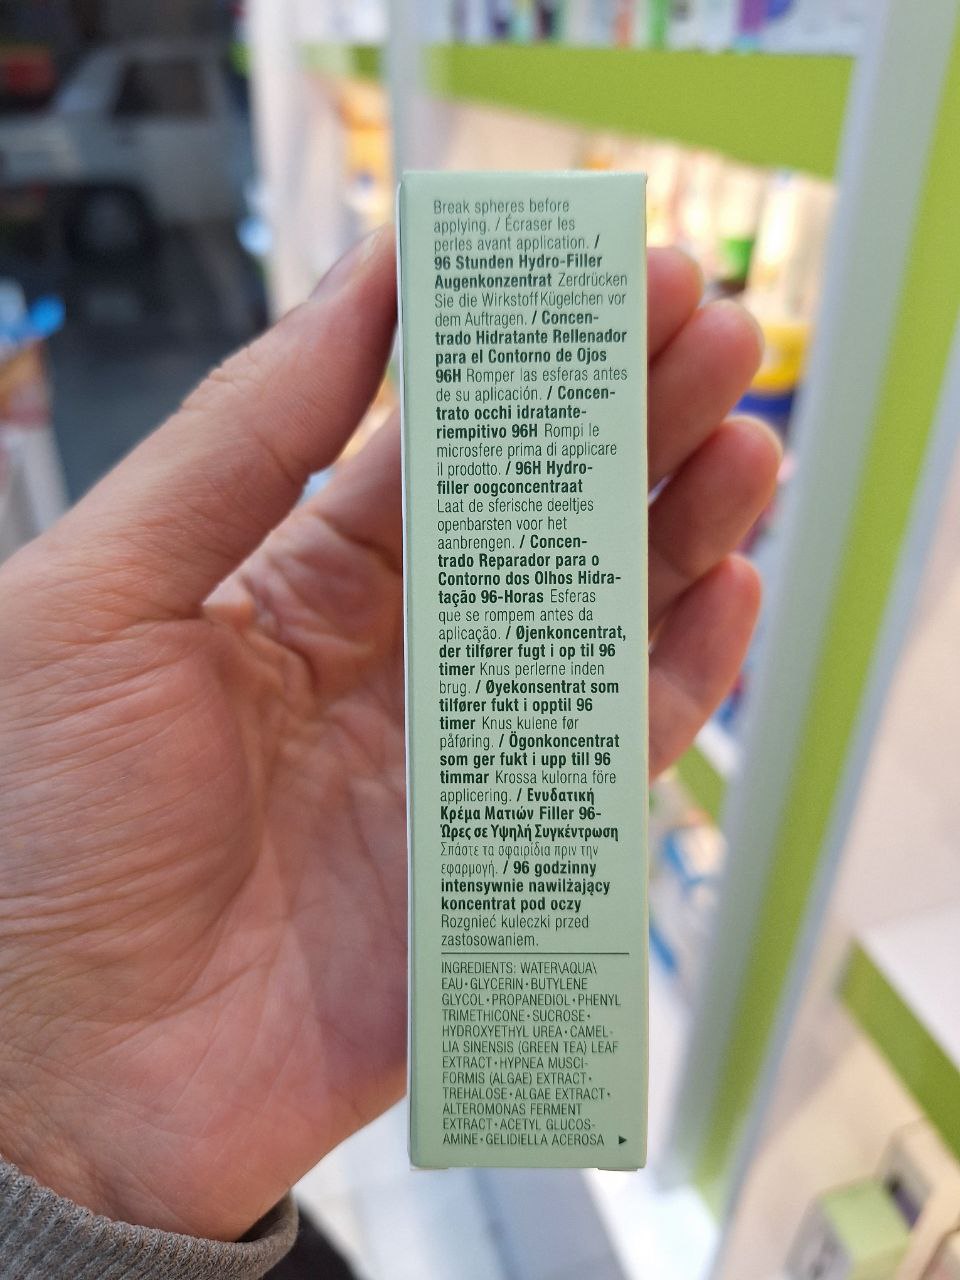 Break spheres before
applying. / Écraser les
perles avant application. /
96 Stunden Hydro-Filler
Augenkonzentrat Zerdrücken
Sie die Wirkstoff Kügelchen vor
dem Auftragen. / Concen-
trado Hidratante Rellenador
para el Contorno de Ojos
96H Romper las esferas antes
de su aplicación. / Concen-
trato occhi idratante-
riempitivo 96H Rompi le
microsfere prima di applicare
il prodotto. / 96H Hydro-
filler oogconcentraat
Laat de sferische deeltjes
openbarsten voor het
aanbrengen. / Concen-
trado Reparador para o
Contorno dos Olhos Hidra-
tação 96-Horas Esferas
que se rompem antes da
aplicação. / Øjenkoncentrat,
der tilfører fugt i op til 96
timer Knus perlerne inden
brug. / Øyekonsentrat som
tilfører fukt i opptil 96
timer Knus kulene før
påføring. / Ögonkoncentrat
som ger fukt i upp till 96
timmar Krossa kulorna före
applicering. / Ενυδατική
Κρέμα Ματιών Filler 96-
Ώρες σε Υψηλή Συγκέντρωση
Σπάστε τα σφαιρίδια πριν την
εφαρμογή. / 96 godzinny
intensywnie nawilżający
koncentrat pod oczy
Rozgnieć kuleczki przed
zastosowaniem.
INGREDIENTS: WATER\AQUA\
EAU • GLYCERIN • BUTYLENE
GLYCOL • PROPANEDIOL • PHENYL
TRIMETHICONE • SUCROSE •
HYDROXYETHYL UREA • CAMEL-
LIA SINENSIS (GREEN TEA) LEAF
EXTRACT • HYPNEA MUSCI-
FORMIS (ALGAE) EXTRACT •
TREHALOSE • ALGAE EXTRACT •
ALTEROMONAS FERMENT
EXTRACT • ACETYL GLUCOS-
AMINE • GELIDIELLA ACEROSA ▶